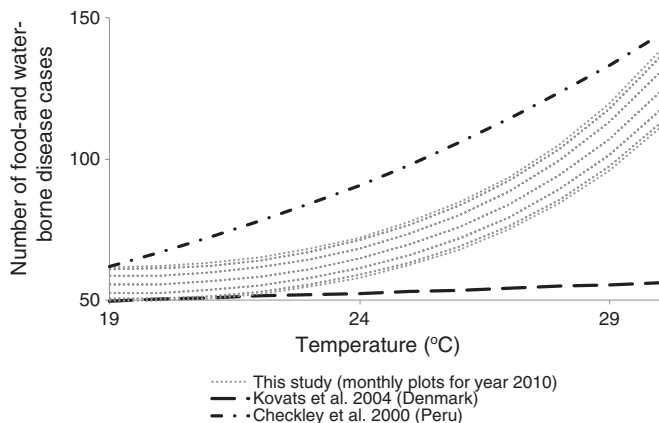 150
100
50
Number of food-and water-
borne disease cases
19
24
29
Temperature (ºC)
This study (monthly plots for year 2010)
Kovats et al. 2004 (Denmark)
Checkley et al. 2000 (Peru)